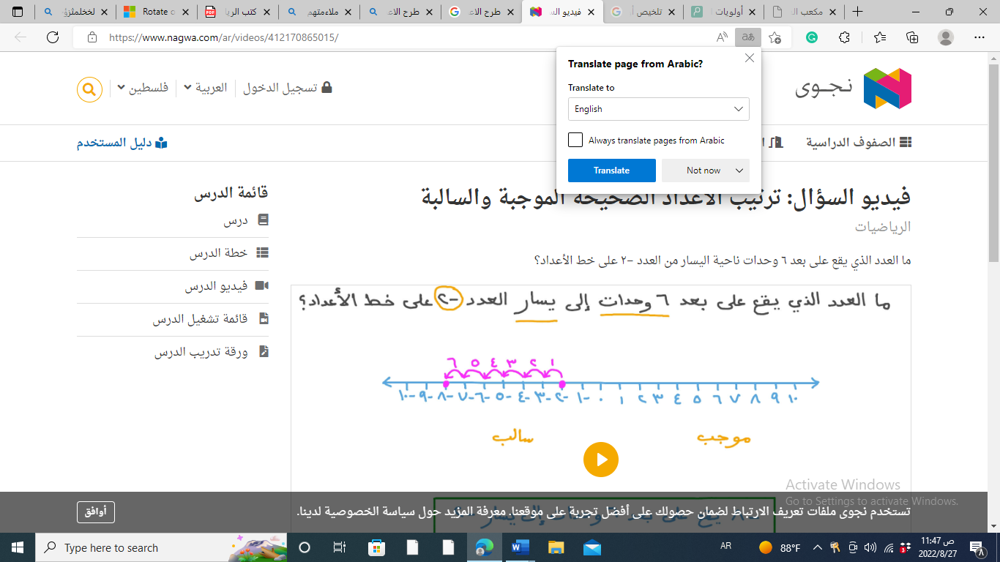 لخخلمثزؤ
Rotate o
كتب الريا
ملاءمتهم
طرح الاع
طرح الاع
فيديو الس
تلخيص أ
أولويات
مكعب ال
https://www.nagwa.com/ar/videos/412170865015/
Translate page from Arabic?
Translate to
English
Always translate pages from Arabic
Translate
Not now
نجوى
تسجيل الدخول
العربية
فلسطين
الصفوف الدراسية
دليل المستخدم
فيديو السؤال: ترتيب الأعداد الصحيحة الموجبة والسالبة
الرياضيات
ما العدد الذي يقع على بعد ٦ وحدات ناحية اليسار من العدد −٢ على خط الأعداد؟
قائمة الدرس
درس
خطة الدرس
فيديو الدرس
قائمة تشغيل الدرس
ورقة تدريب الدرس
ما العدد الذي يقع على بعد ٦ وحدات إلى يسار العدد -٢ على خط الأعداد؟
٦ ٥ ٤ ٣ ٢ ١
١٠- ٩- ٨- ٧- ٦- ٥- ٤- ٣- ٢- ١- ٠ ١ ٢ ٣ ٤ ٥ ٦ ٧ ٨ ٩ ١٠
سالب
موجب
Activate Windows
Go to Settings to activate Windows.
تستخدم نجوى ملفات تعريف الارتباط لضمان حصولك على أفضل تجربة على موقعنا. معرفة المزيد حول سياسة الخصوصية لدينا.
أوافق
Type here to search
AR
88°F
11:47 ص
2022/8/27